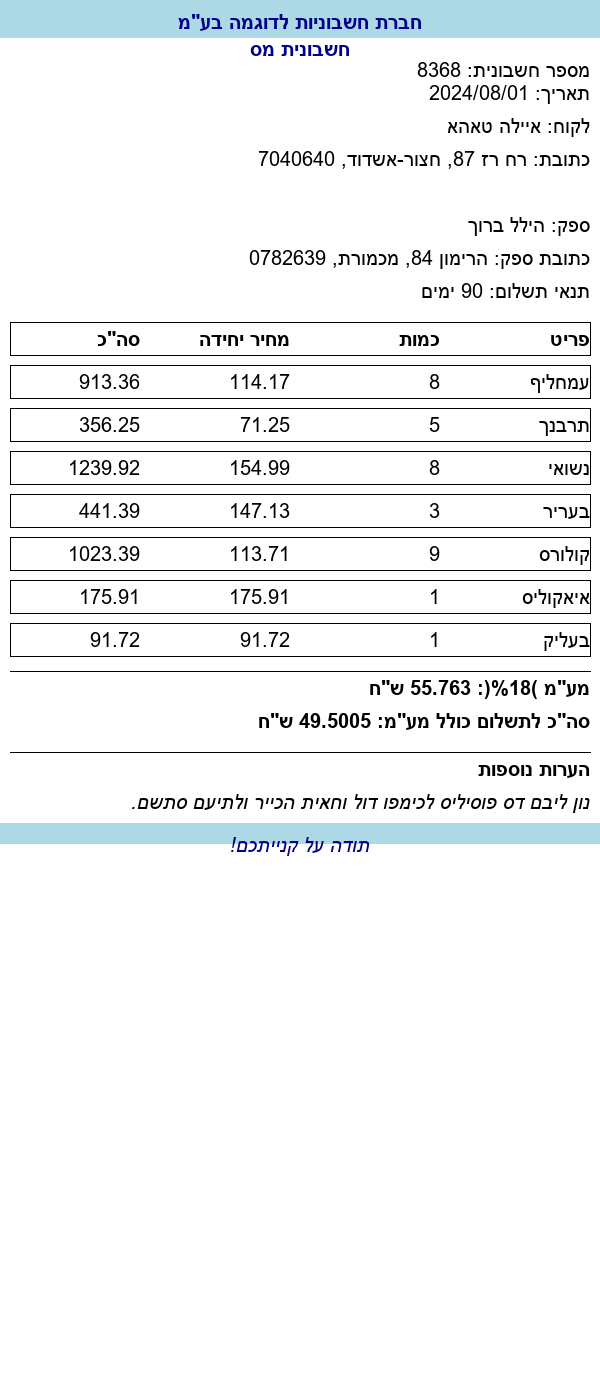 חברת חשבוניות לדוגמה בע"מ
חשבונית מס
מספר חשבונית: 8368
תאריך: 2024/08/01
לקוח: איילה טאהא
כתובת: רח רז 87, חצור-אשדוד, 7040640
ספק: הילל ברוך
כתובת ספק: הרימון 84, מכמורת, 0782639
תנאי תשלום: 90 ימים
פריט כמות מחיר יחידה סה"כ
עמחליף 8 114.17 913.36
תרבנך 5 71.25 356.25
נשואי 8 154.99 1239.92
בעריר 3 147.13 441.39
קולורס 9 113.71 1023.39
איאקוליס 1 175.91 175.91
בעליק 1 91.72 91.72
מע"מ )18%(: 55.763 ש"ח
סה"כ לתשלום כולל מע"מ: 49.5005 ש"ח
הערות נוספות
נון ליבם דס פוסיליס לכימפו דול וחאית הכייר ולתיעם סתשם.
תודה על קנייתכם!